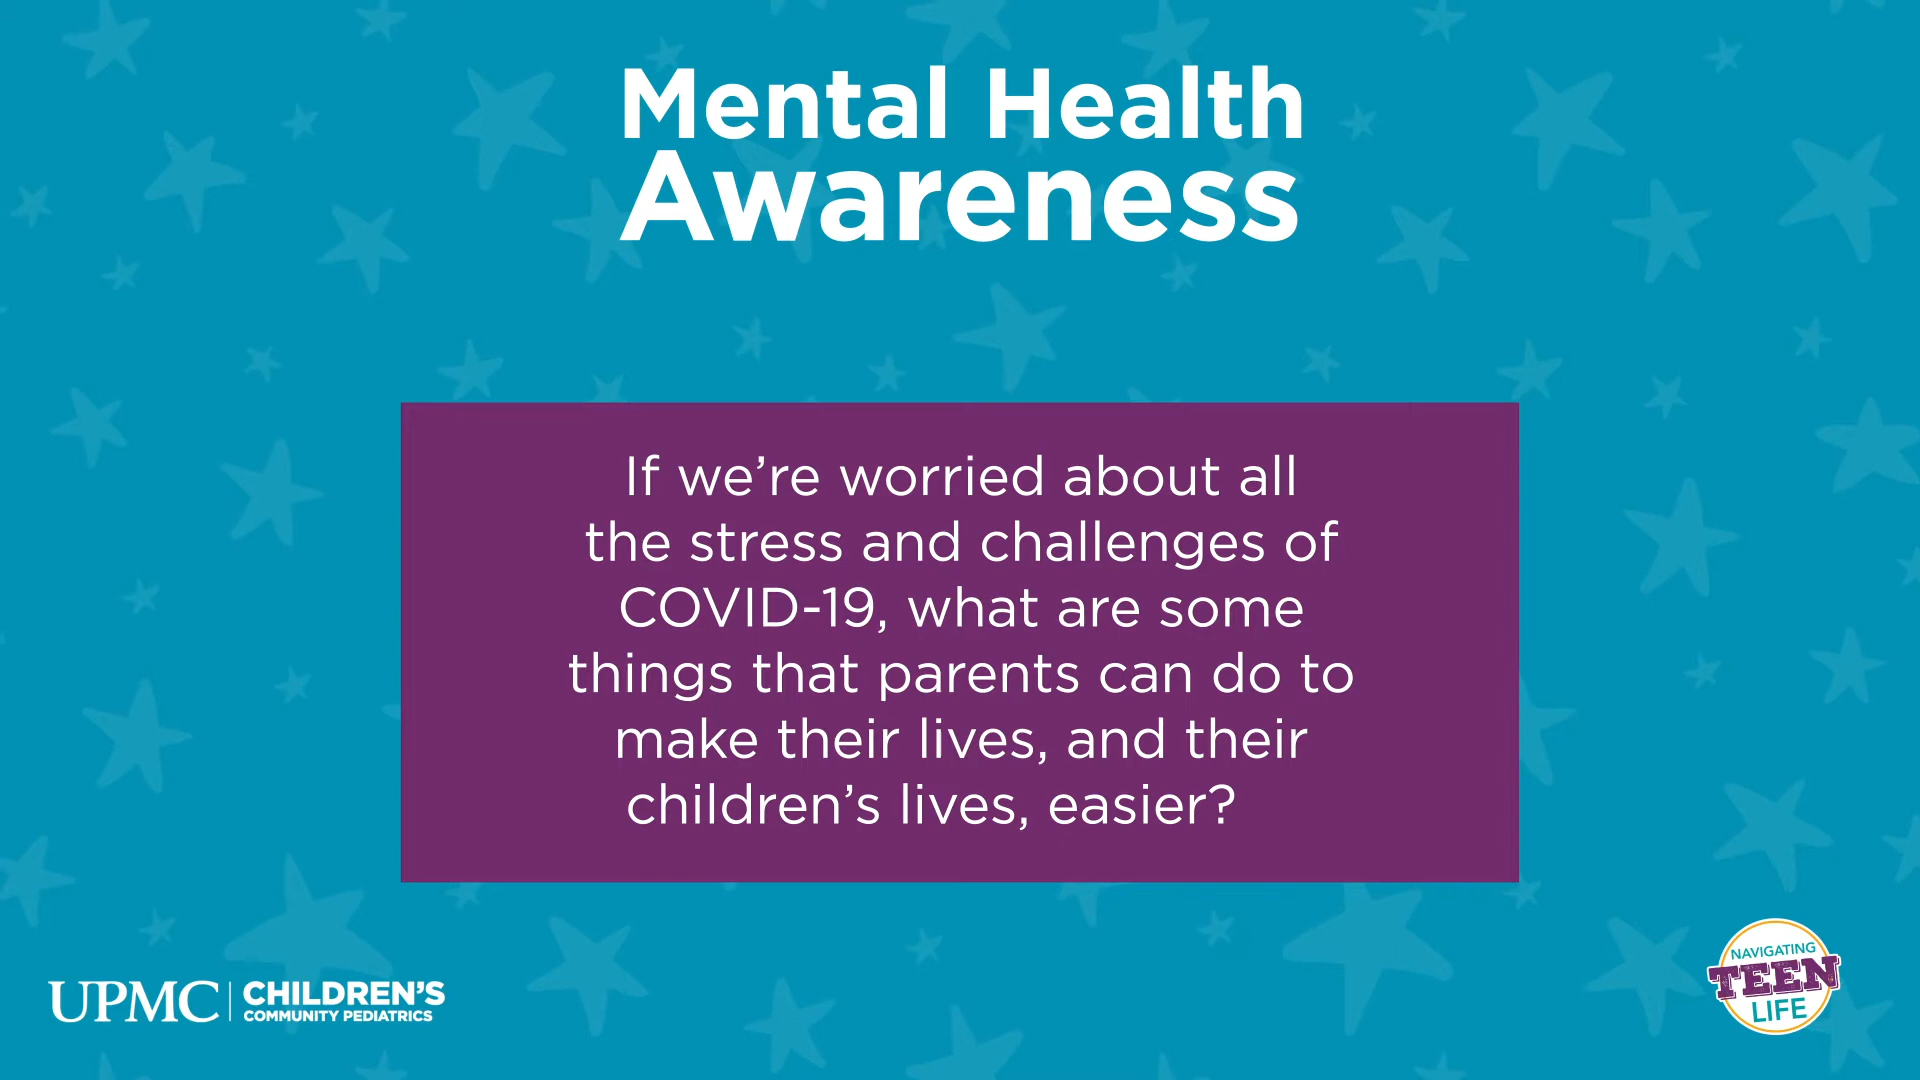 Mental Health
Awareness
If we’re worried about all
the stress and challenges of
COVID-19, what are some
things that parents can do to
make their lives, and their
children’s lives, easier?
UPMC | CHILDREN’S
COMMUNITY PEDIATRICS
NAVIGATING
TEEN
LIFE